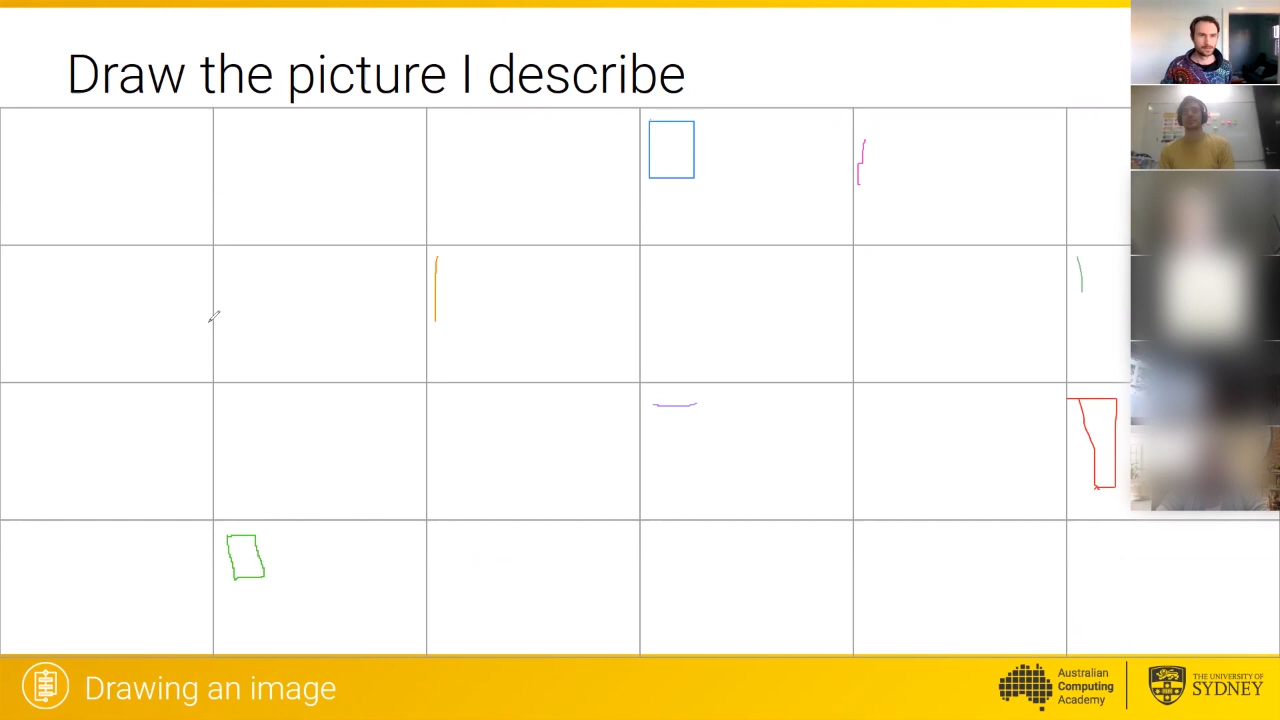 Draw the picture I describe
Drawing an image
Australian
Computing
Academy
THE UNIVERSITY OF
SYDNEY